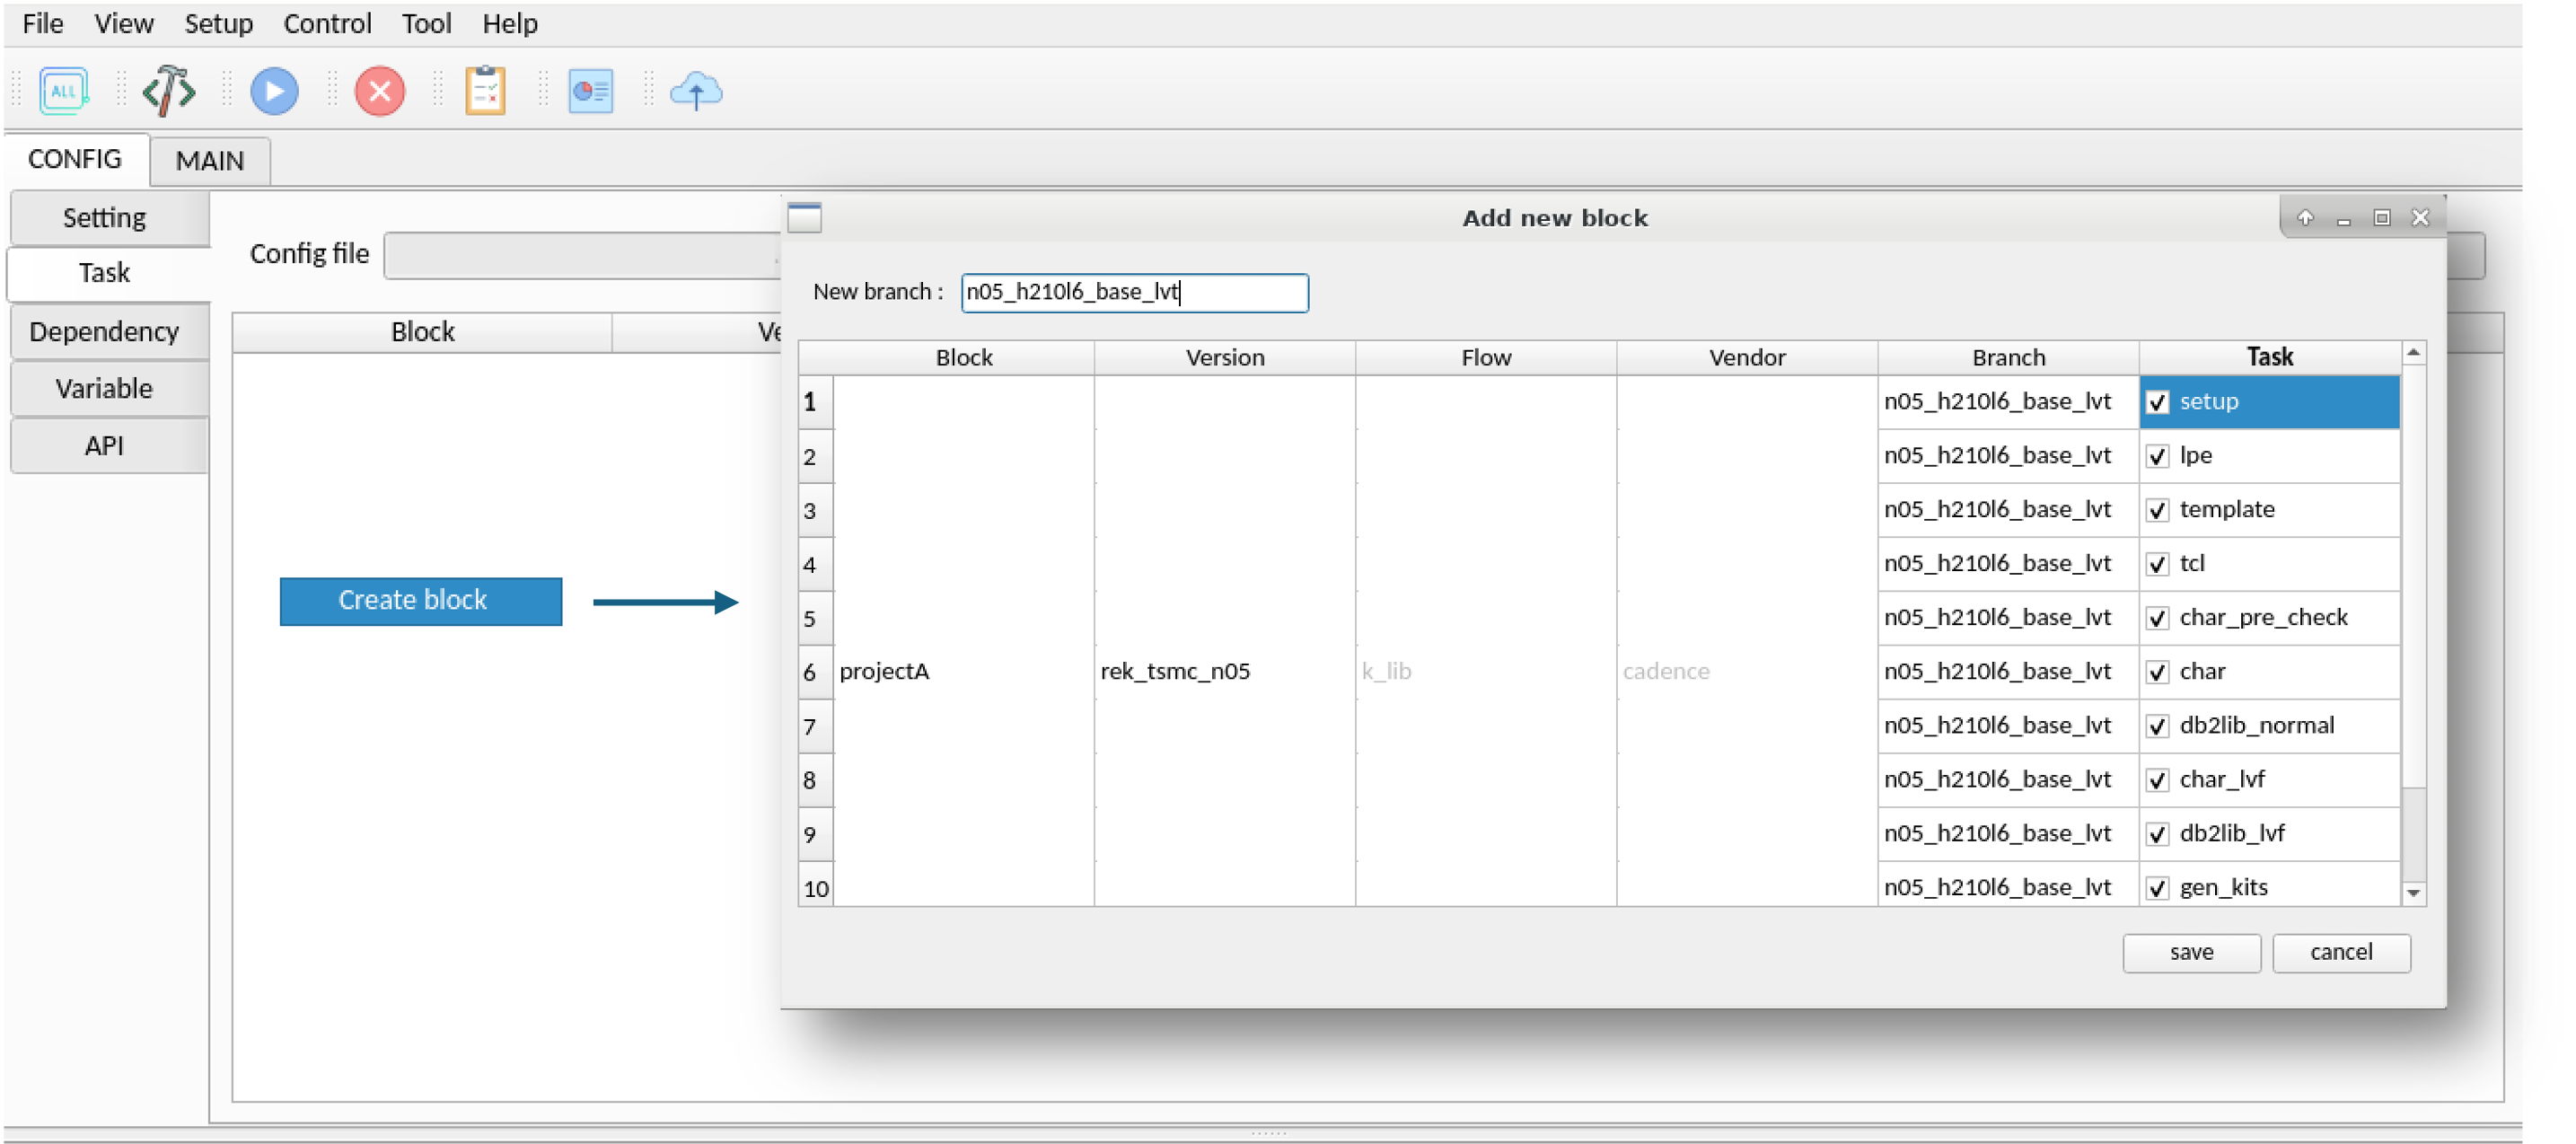 File View Setup Control Tool Help
ALL
CONFIG MAIN
Setting
Task
Dependency
Variable
API
Config file
Block
Create block
Add new block
New branch : n05_h210l6_base_lvt
Block Version Flow Vendor Branch Task
1 n05_h210l6_base_lvt setup
2 n05_h210l6_base_lvt lpe
3 n05_h210l6_base_lvt template
4 n05_h210l6_base_lvt tcl
5 n05_h210l6_base_lvt char_pre_check
6 projectA rek_tsmc_n05 k_lib cadence n05_h210l6_base_lvt char
7 n05_h210l6_base_lvt db2lib_normal
8 n05_h210l6_base_lvt char_lvf
9 n05_h210l6_base_lvt db2lib_lvf
10 n05_h210l6_base_lvt gen_kits
save cancel